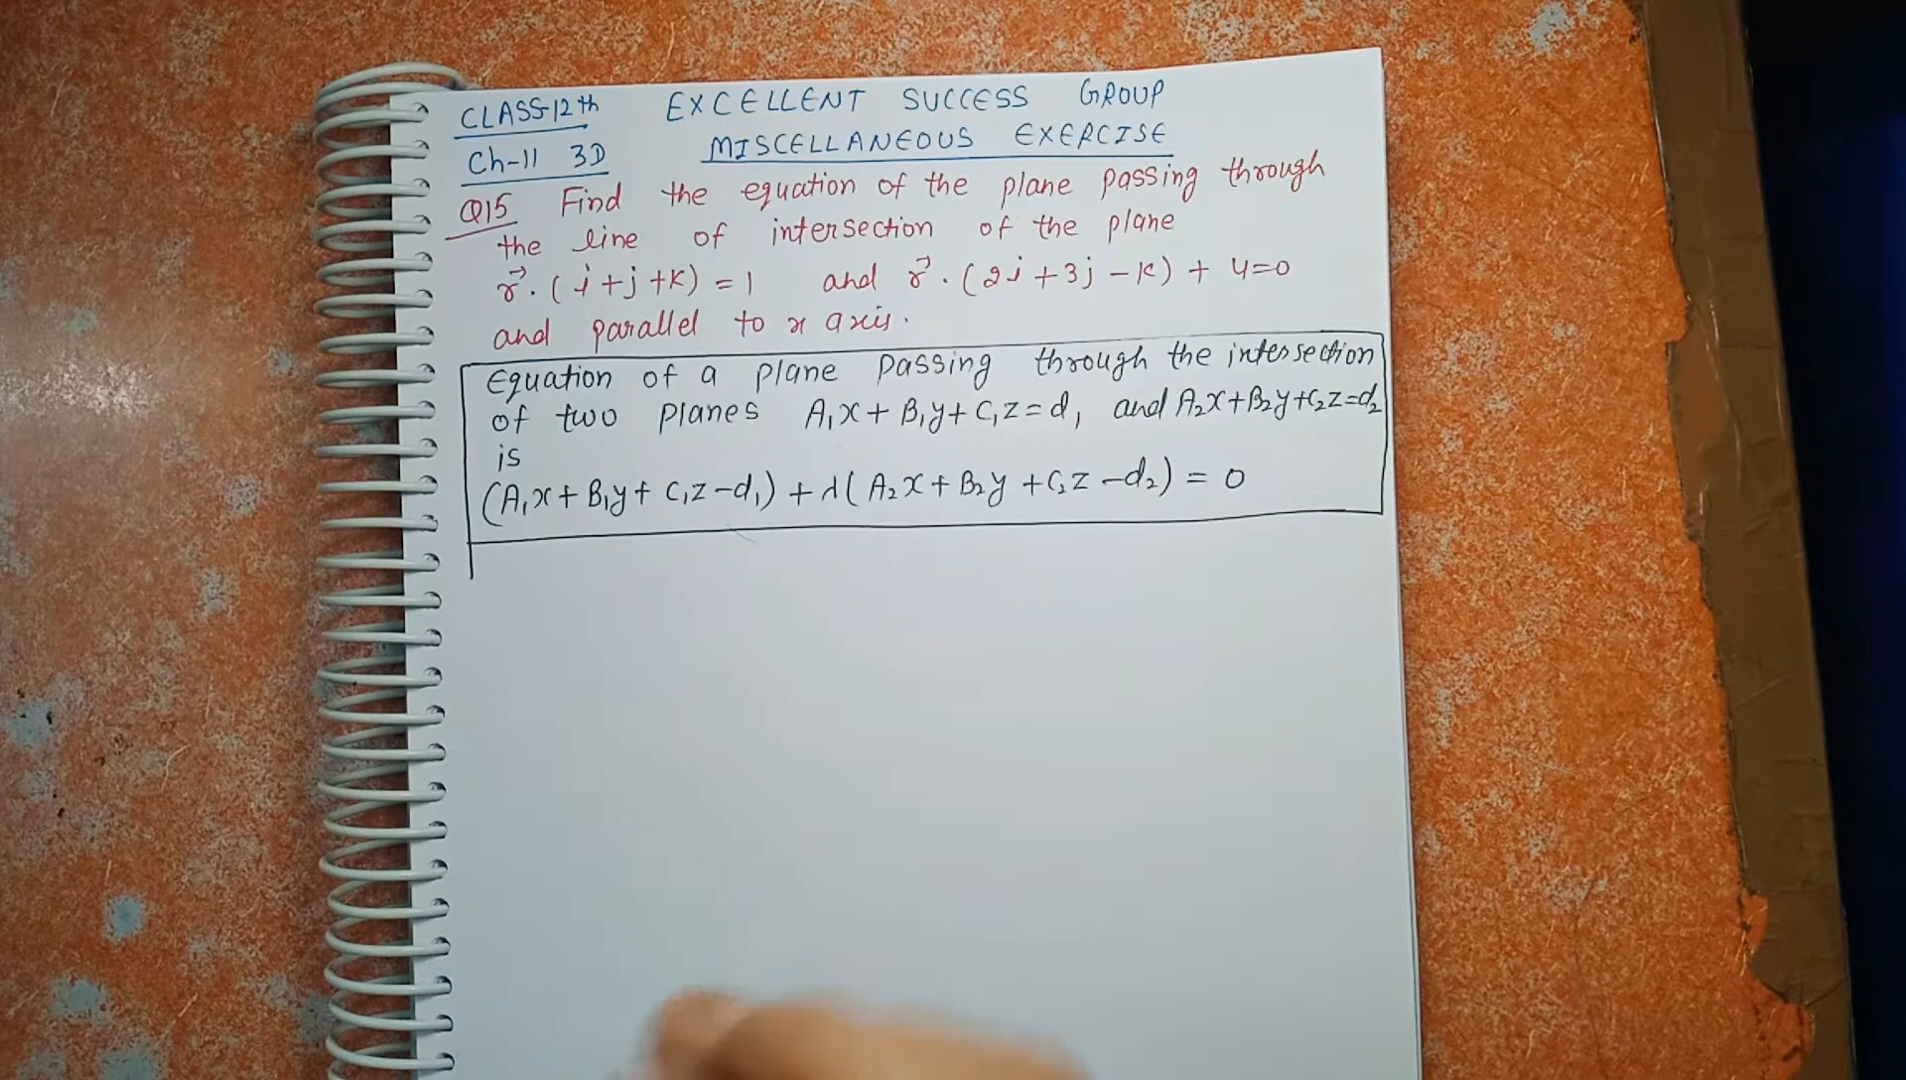 CLASS-12th EXCELLENT SUCCESS GROUP
Ch-11 3D MISCELLANEOUS EXERCISE
Q15 Find the equation of the plane passing through
the line of intersection of the plane
r⃗.(i+j+k) = 1 and r⃗.(2i+3j-k) + 4=0
and parallel to x axis.
Equation of a plane passing through the intersection
of two planes A₁x + B₁y + C₁z = d₁ and A₂x+B₂y+C₂z=d₂
is
(A₁x + B₁y + C₁z - d₁) + λ(A₂x + B₂y + C₂z - d₂) = 0